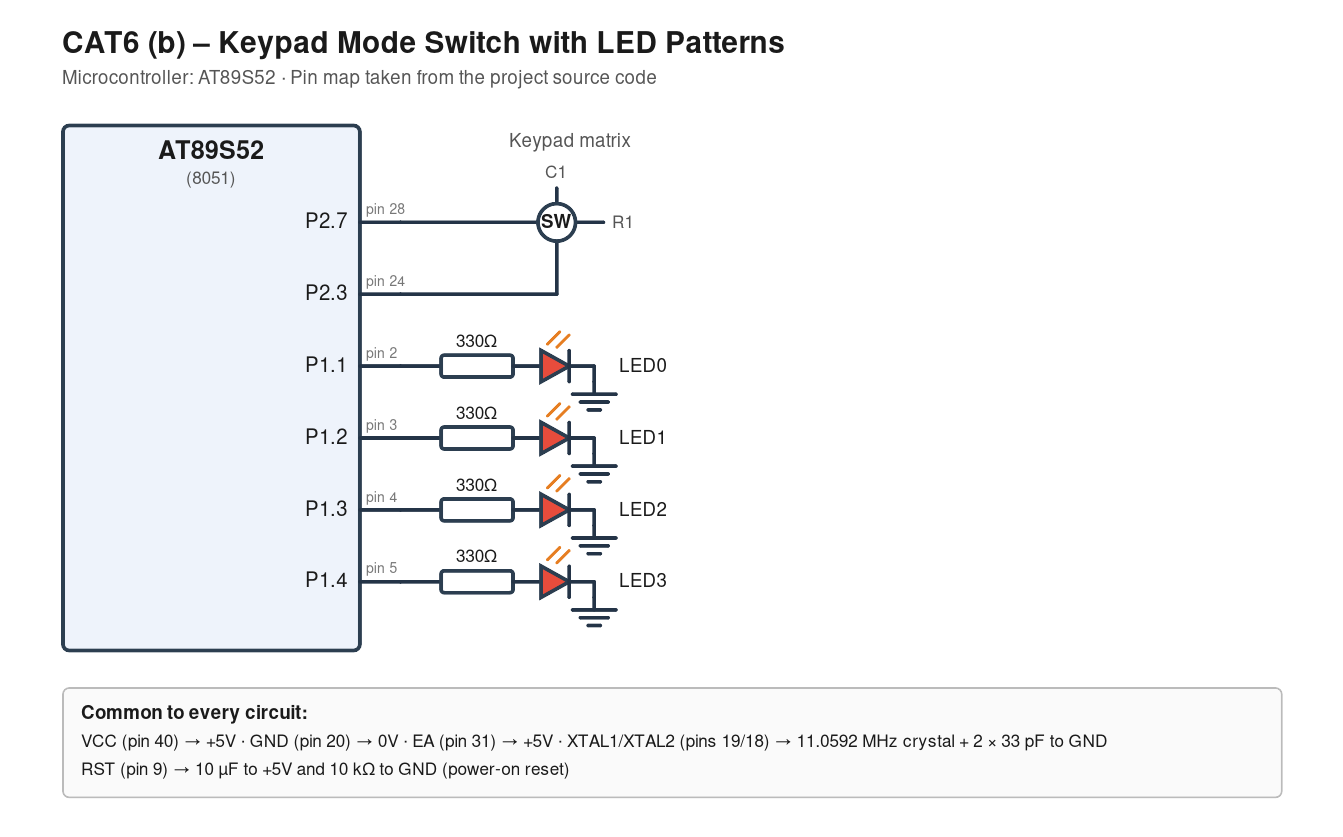 CAT6 (b) – Keypad Mode Switch with LED Patterns
Microcontroller: AT89S52 · Pin map taken from the project source code
AT89S52
(8051)
Keypad matrix
C1
P2.7
pin 28
SW
R1
P2.3
pin 24
P1.1
pin 2
330Ω
LED0
P1.2
pin 3
330Ω
LED1
P1.3
pin 4
330Ω
LED2
P1.4
pin 5
330Ω
LED3
Common to every circuit:
VCC (pin 40) → +5V · GND (pin 20) → 0V · EA (pin 31) → +5V · XTAL1/XTAL2 (pins 19/18) → 11.0592 MHz crystal + 2 × 33 pF to GND
RST (pin 9) → 10 µF to +5V and 10 kΩ to GND (power-on reset)